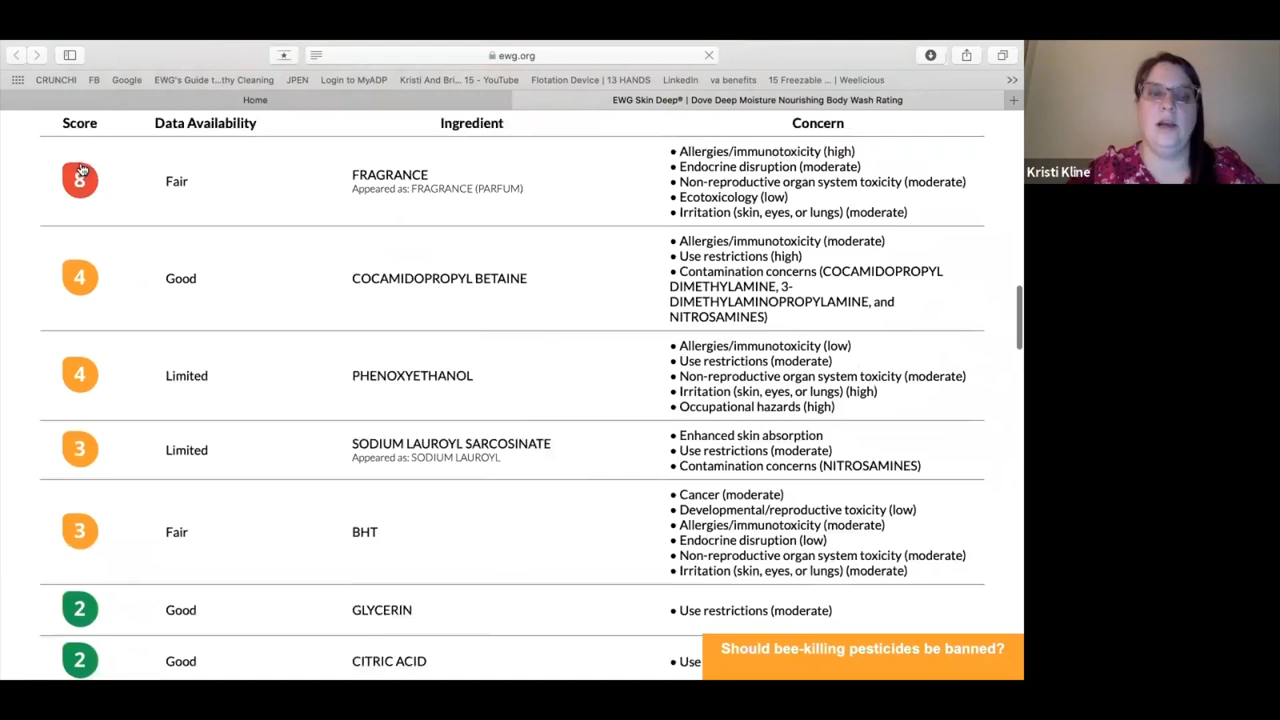 ewg.org
CRUNCHI FB Google EWG's Guide t...thy Cleaning JPEN Login to MyADP Kristi And Bri... 15 - YouTube Flotation Device | 13 HANDS LinkedIn va benefits 15 Freezable ... | Weelicious
Home EWG Skin Deep® | Dove Deep Moisture Nourishing Body Wash Rating
Score Data Availability Ingredient Concern
8 Fair FRAGRANCE
Appeared as: FRAGRANCE (PARFUM)
• Allergies/immunotoxicity (high)
• Endocrine disruption (moderate)
• Non-reproductive organ system toxicity (moderate)
• Ecotoxicology (low)
• Irritation (skin, eyes, or lungs) (moderate)
4 Good COCAMIDOPROPYL BETAINE
• Allergies/immunotoxicity (moderate)
• Use restrictions (high)
• Contamination concerns (COCAMIDOPROPYL
DIMETHYLAMINE, 3-
DIMETHYLAMINOPROPYLAMINE, and
NITROSAMINES)
4 Limited PHENOXYETHANOL
• Allergies/immunotoxicity (low)
• Use restrictions (moderate)
• Non-reproductive organ system toxicity (moderate)
• Irritation (skin, eyes, or lungs) (high)
• Occupational hazards (high)
3 Limited SODIUM LAUROYL SARCOSINATE
Appeared as: SODIUM LAUROYL
• Enhanced skin absorption
• Use restrictions (moderate)
• Contamination concerns (NITROSAMINES)
3 Fair BHT
• Cancer (moderate)
• Developmental/reproductive toxicity (low)
• Allergies/immunotoxicity (moderate)
• Endocrine disruption (low)
• Non-reproductive organ system toxicity (moderate)
• Irritation (skin, eyes, or lungs) (moderate)
2 Good GLYCERIN • Use restrictions (moderate)
2 Good CITRIC ACID • Use
Should bee-killing pesticides be banned?
Kristi Kline